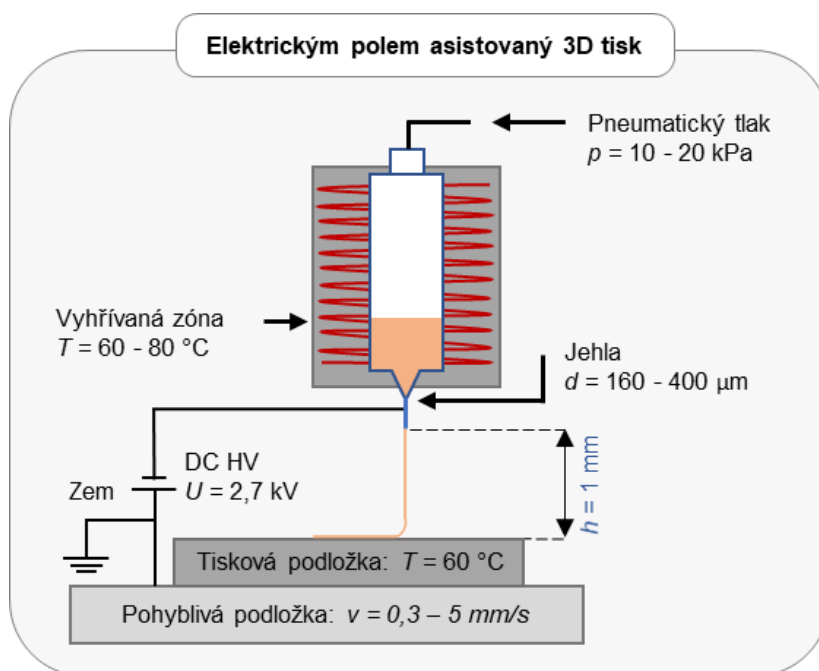 Elektrickým polem asistovaný 3D tisk
Pneumatický tlak
p = 10 - 20 kPa
Vyhřívaná zóna
T = 60 - 80 °C
Jehla
d = 160 - 400 µm
DC HV
U = 2,7 kV
Zem
h = 1 mm
Tisková podložka: T = 60 °C
Pohyblivá podložka: v = 0,3 – 5 mm/s